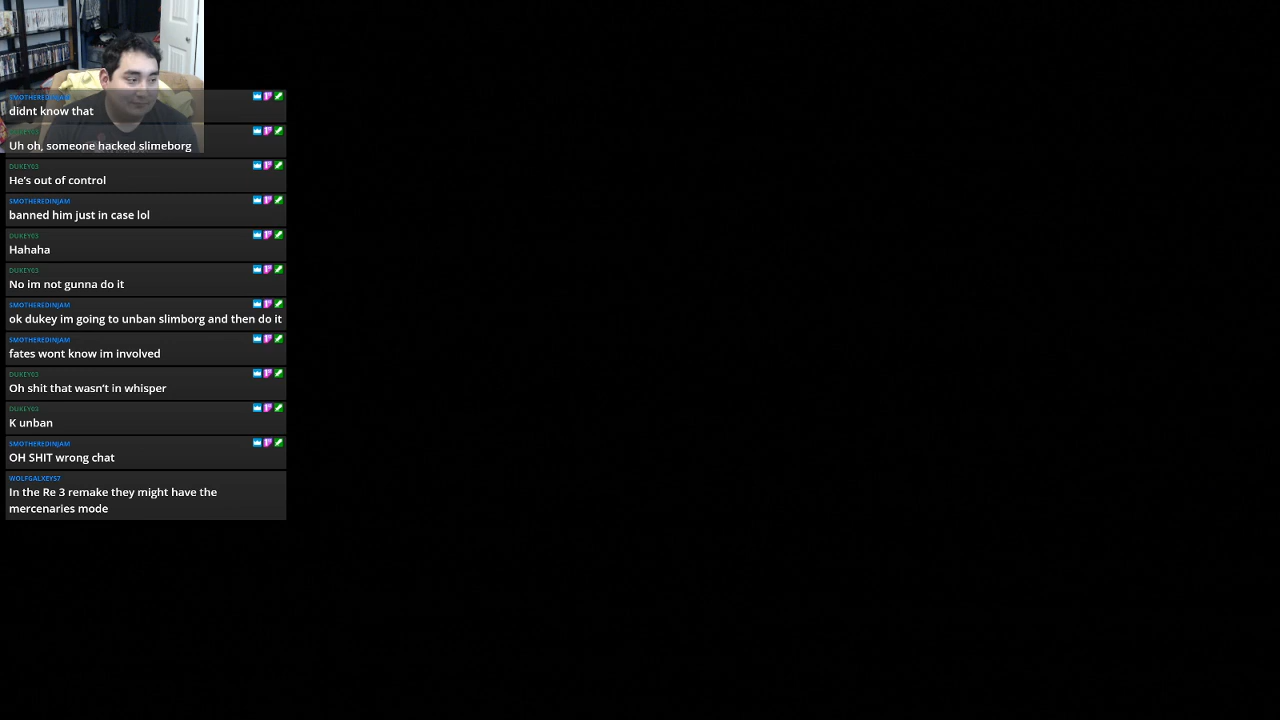 SMOTHEREDINJAM
didnt know that
Uh oh, someone hacked slimeborg
DUKEY03
He's out of control
SMOTHEREDINJAM
banned him just in case lol
DUKEY03
Hahaha
DUKEY03
No im not gunna do it
SMOTHEREDINJAM
ok dukey im going to unban slimborg and then do it
SMOTHEREDINJAM
fates wont know im involved
DUKEY03
Oh shit that wasn't in whisper
DUKEY03
K unban
SMOTHEREDINJAM
OH SHIT wrong chat
WOLFGALXEY57
In the Re 3 remake they might have the
mercenaries mode